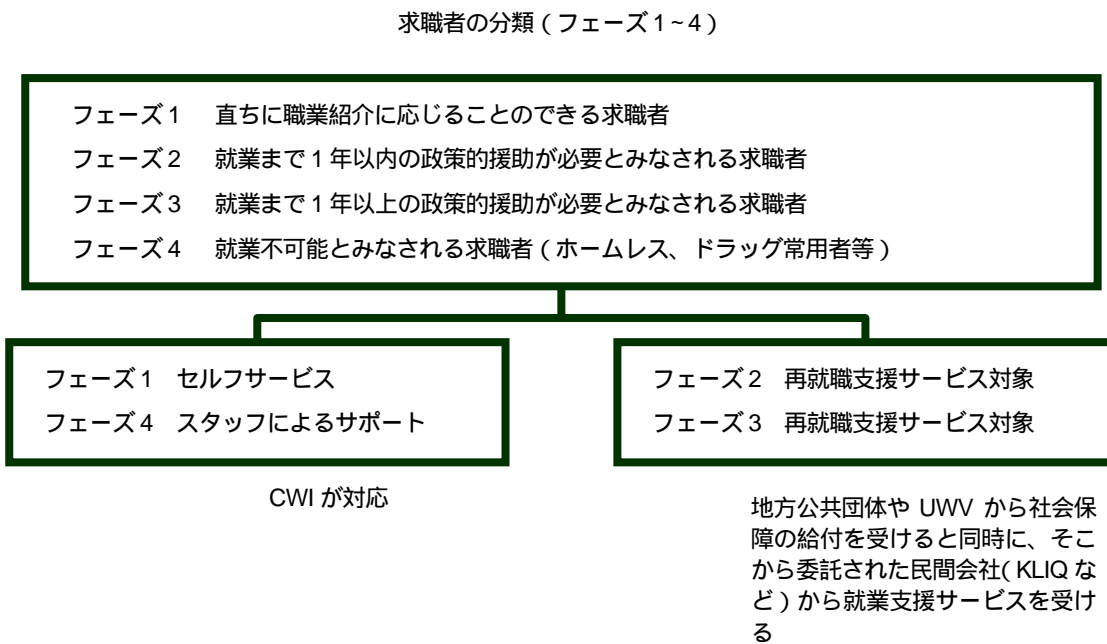 求職者の分類(フェーズ1~4)
フェーズ1 直ちに職業紹介に応じることのできる求職者
フェーズ2 就業まで1年以内の政策的援助が必要とみなされる求職者
フェーズ3 就業まで1年以上の政策的援助が必要とみなされる求職者
フェーズ4 就業不可能とみなされる求職者(ホームレス、ドラッグ常用者等)
フェーズ1 セルフサービス
フェーズ4 スタッフによるサポート
CWI が対応
フェーズ2 再就職支援サービス対象
フェーズ3 再就職支援サービス対象
地方公共団体や UWV から社会保
障の給付を受けると同時に、そこ
から委託された民間会社(KLIQ な
ど)から就業支援サービスを受け
る